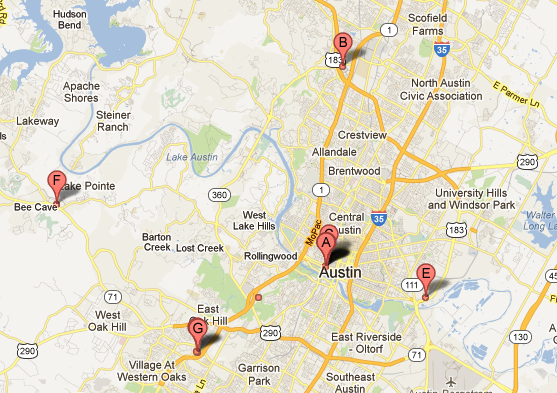 Hudson
Bend
Scofield
Farms
1
B
183
35
Apache
Shores
North Austin
Civic Association
E Parmer Ln
Lakeway
Steiner
Ranch
Crestview
Lake Austin
Allandale
Brentwood
290
F
Lake Pointe
360
1
University Hills
and Windsor Park
Bee Cave
West
Lake Hills
Central
Austin
35
183
Walter
Long La
MoPac
Barton
Creek
Lost Creek
Rollingwood
A
Austin
E
111
71
West
Oak Hill
East
Oak Hill
G
290
290
East Riverside
- Oltorf
71
130
Village At
Western Oaks
Garrison
Park
Southeast
Austin
Austin-Bergstrom